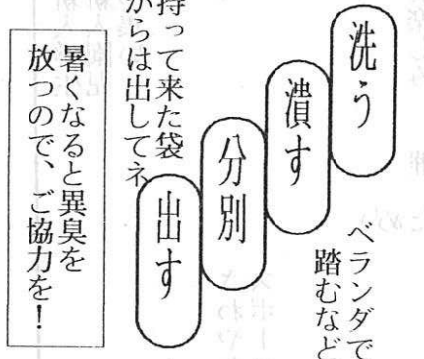 洗う
ベランダで
踏むなど
潰す
分別
出す
持って来た袋
からは出してネ
暑くなると異臭を
放つので、ご協力を！